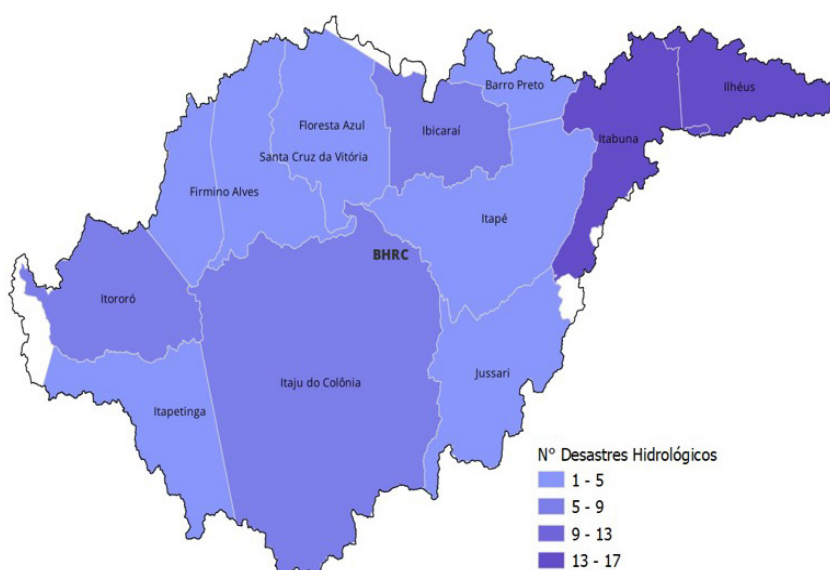 Barro Preto
Ilhéus
Floresta Azul
Ibicaraí
Itabuna
Santa Cruz da Vitória
Firmino Alves
Itapé
BHRC
Itororó
Itaju do Colônia
Jussari
Itapetinga
N° Desastres Hidrológicos
1 - 5
5 - 9
9 - 13
13 - 17